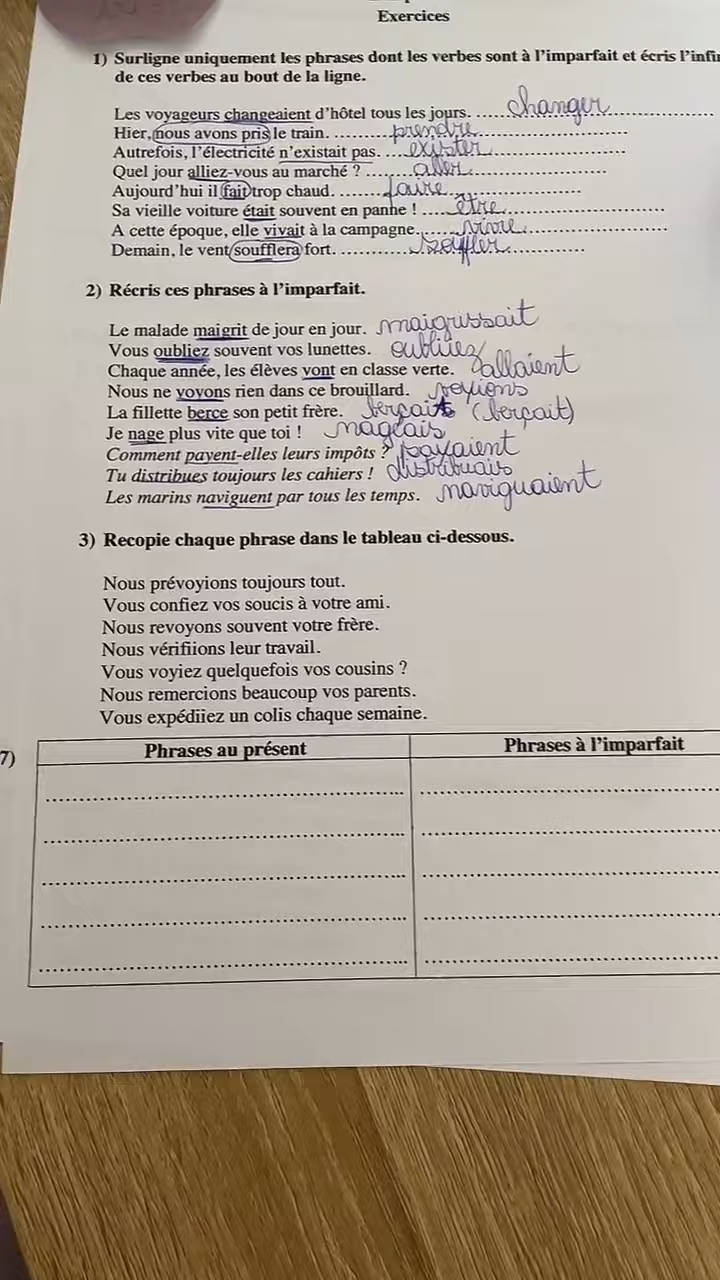 Exercices
1) Surligne uniquement les phrases dont les verbes sont à l'imparfait et écris l'infin
de ces verbes au bout de la ligne.
Les voyageurs changeaient d'hôtel tous les jours. ..... changer .....
Hier, nous avons pris le train. ..... prendre .....
Autrefois, l'électricité n'existait pas. ..... exister .....
Quel jour alliez-vous au marché ? ..... aller .....
Aujourd'hui il fait trop chaud. ..... faire .....
Sa vieille voiture était souvent en panne ! ..... être .....
A cette époque, elle vivait à la campagne. ..... vivre .....
Demain, le vent soufflera fort. ..... souffler .....
2) Récris ces phrases à l'imparfait.
Le malade maigrit de jour en jour. maigrissait
Vous oubliez souvent vos lunettes. oubliiez
Chaque année, les élèves vont en classe verte. allaient
Nous ne voyons rien dans ce brouillard. voyions
La fillette berce son petit frère. berçait (berçait)
Je nage plus vite que toi ! nageais
Comment payent-elles leurs impôts ? payaient
Tu distribues toujours les cahiers ! distribuais
Les marins naviguent par tous les temps. naviguaient
3) Recopie chaque phrase dans le tableau ci-dessous.
Nous prévoyions toujours tout.
Vous confiez vos soucis à votre ami.
Nous revoyons souvent votre frère.
Nous vérifiions leur travail.
Vous voyiez quelquefois vos cousins ?
Nous remercions beaucoup vos parents.
Vous expédiiez un colis chaque semaine.
7)
Phrases au présent Phrases à l'imparfait